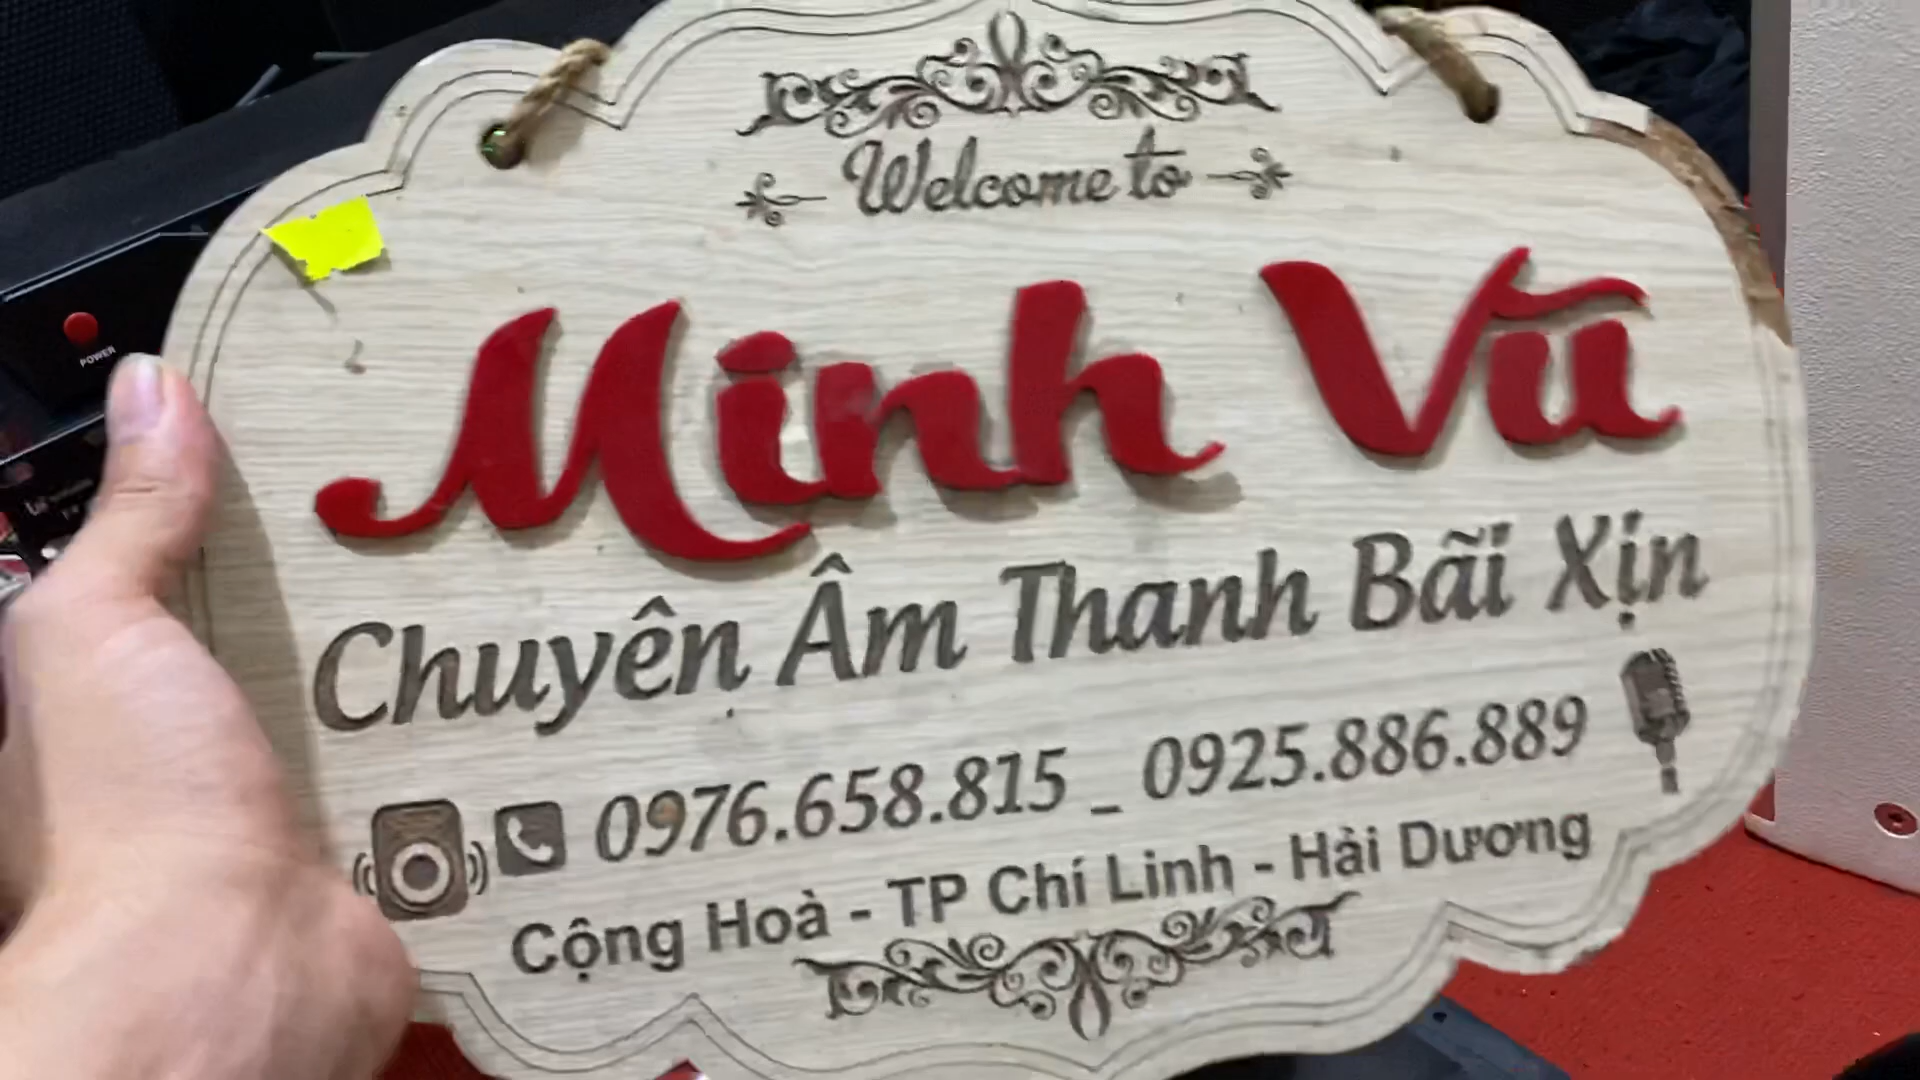 Welcome to
Minh Vũ
Chuyên Âm Thanh Bãi Xịn
0976.658.815 _ 0925.886.889
Cộng Hoà - TP Chí Linh - Hải Dương
POWER